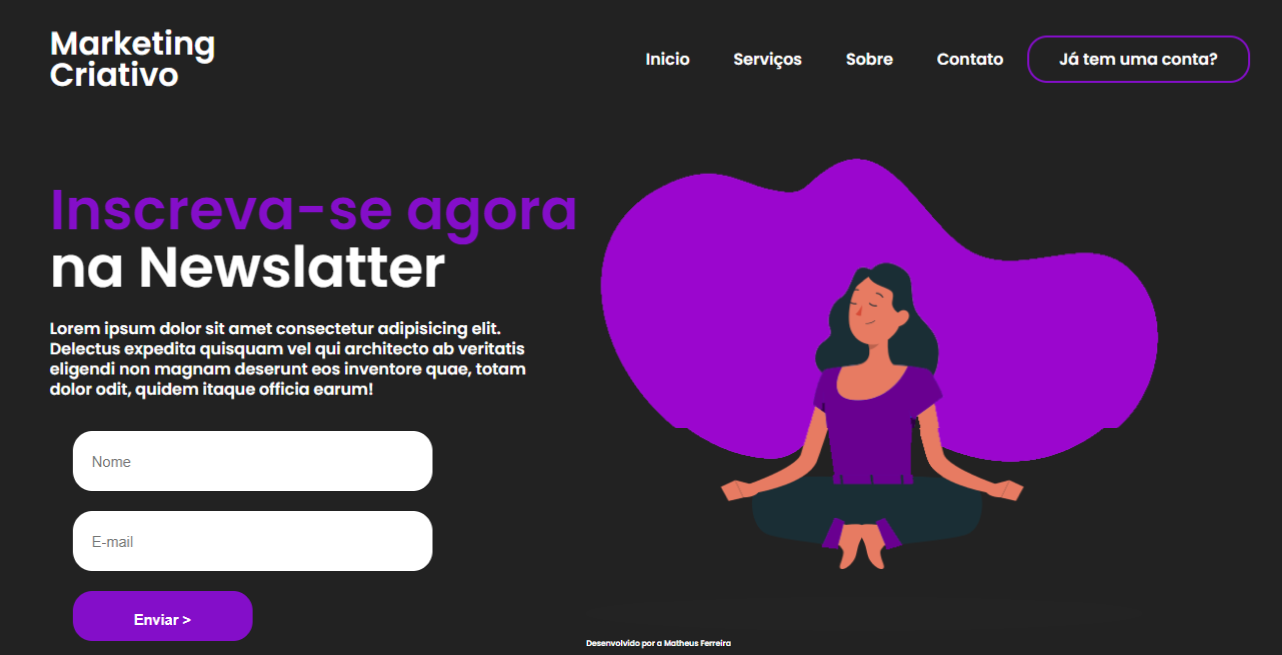 Marketing
Criativo
Inicio Serviços Sobre Contato Já tem uma conta?
Inscreva-se agora
na Newslatter
Lorem ipsum dolor sit amet consectetur adipisicing elit.
Delectus expedita quisquam vel qui architecto ab veritatis
eligendi non magnam deserunt eos inventore quae, totam
dolor odit, quidem itaque officia earum!
Nome
E-mail
Enviar >
Desenvolvido por a Matheus Ferreira